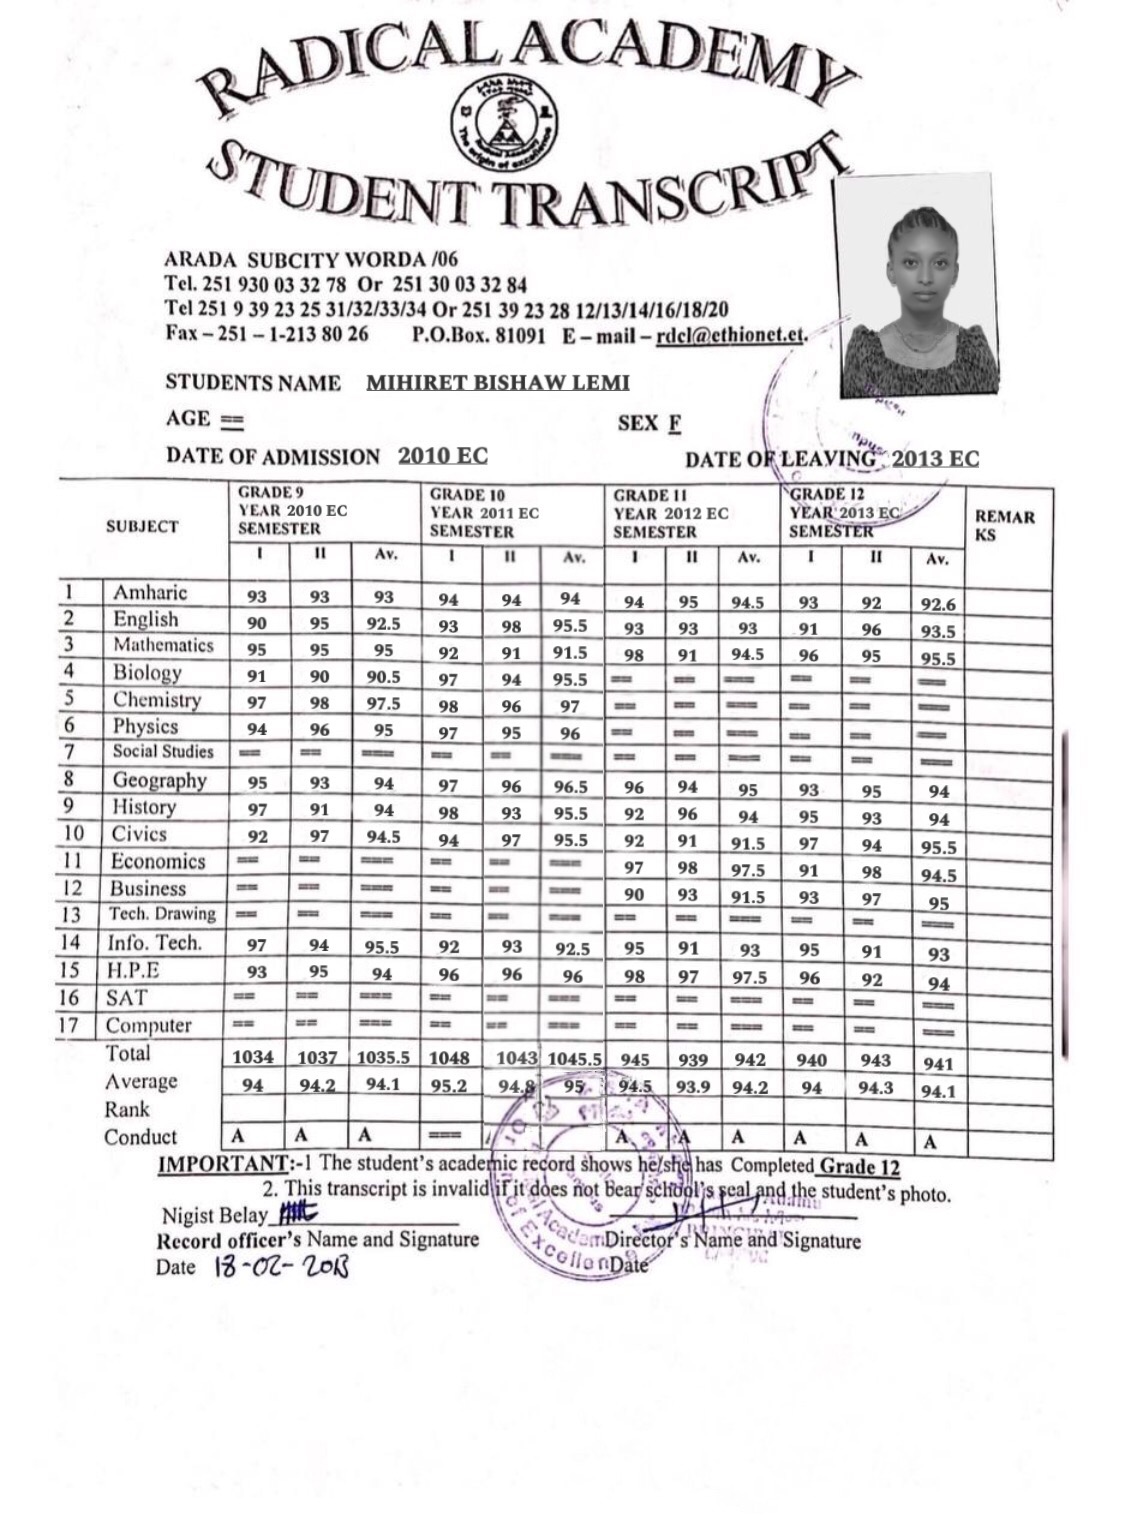 RADICAL ACADEMY
The origin of excellence
STUDENT TRANSCRIPT
ARADA SUBCITY WORDA /06
Tel. 251 930 03 32 78 Or 251 30 03 32 84
Tel 251 9 39 23 25 31/32/33/34 Or 251 39 23 28 12/13/14/16/18/20
Fax – 251 – 1-213 80 26 P.O.Box. 81091 E – mail – rdcl@ethionet.et.
STUDENTS NAME MIHIRET BISHAW LEMI
AGE ==
SEX F
DATE OF ADMISSION 2010 EC
DATE OF LEAVING 2013 EC
SUBJECT GRADE 9 YEAR 2010 EC SEMESTER GRADE 10 YEAR 2011 EC SEMESTER GRADE 11 YEAR 2012 EC SEMESTER GRADE 12 YEAR 2013 EC SEMESTER REMARKS
I II Av. I II Av. I II Av. I II Av.
1 Amharic 93 93 93 94 94 94 94 95 94.5 93 92 92.6
2 English 90 95 92.5 93 98 95.5 93 93 93 91 96 93.5
3 Mathematics 95 95 95 92 91 91.5 98 91 94.5 96 95 95.5
4 Biology 91 90 90.5 97 94 95.5 == == === == == ===
5 Chemistry 97 98 97.5 98 96 97 == == === == == ===
6 Physics 94 96 95 97 95 96 == == === == == ===
7 Social Studies == == === == == === == == === == == ===
8 Geography 95 93 94 97 96 96.5 96 94 95 93 95 94
9 History 97 91 94 98 93 95.5 92 96 94 95 93 94
10 Civics 92 97 94.5 94 97 95.5 92 91 91.5 97 94 95.5
11 Economics == == === == == === 97 98 97.5 91 98 94.5
12 Business == == === == == === 90 93 91.5 93 97 95
13 Tech. Drawing == == === == == === == == === == == ===
14 Info. Tech. 97 94 95.5 92 93 92.5 95 91 93 95 91 93
15 H.P.E 93 95 94 96 96 96 98 97 97.5 96 92 94
16 SAT == == === == == === == == === == == ===
17 Computer == == === == == === == == === == == ===
Total 1034 1037 1035.5 1048 1043 1045.5 945 939 942 940 943 941
Average 94 94.2 94.1 95.2 94.8 95 94.5 93.9 94.2 94 94.3 94.1
Rank
Conduct A A A === A A A A A A
IMPORTANT:-1 The student's academic record shows he/she has Completed Grade 12
2. This transcript is invalid if it does not bear school's seal and the student's photo.
Nigist Belay
Record officer's Name and Signature Director's Name and Signature
Date 18-02-2013 Date